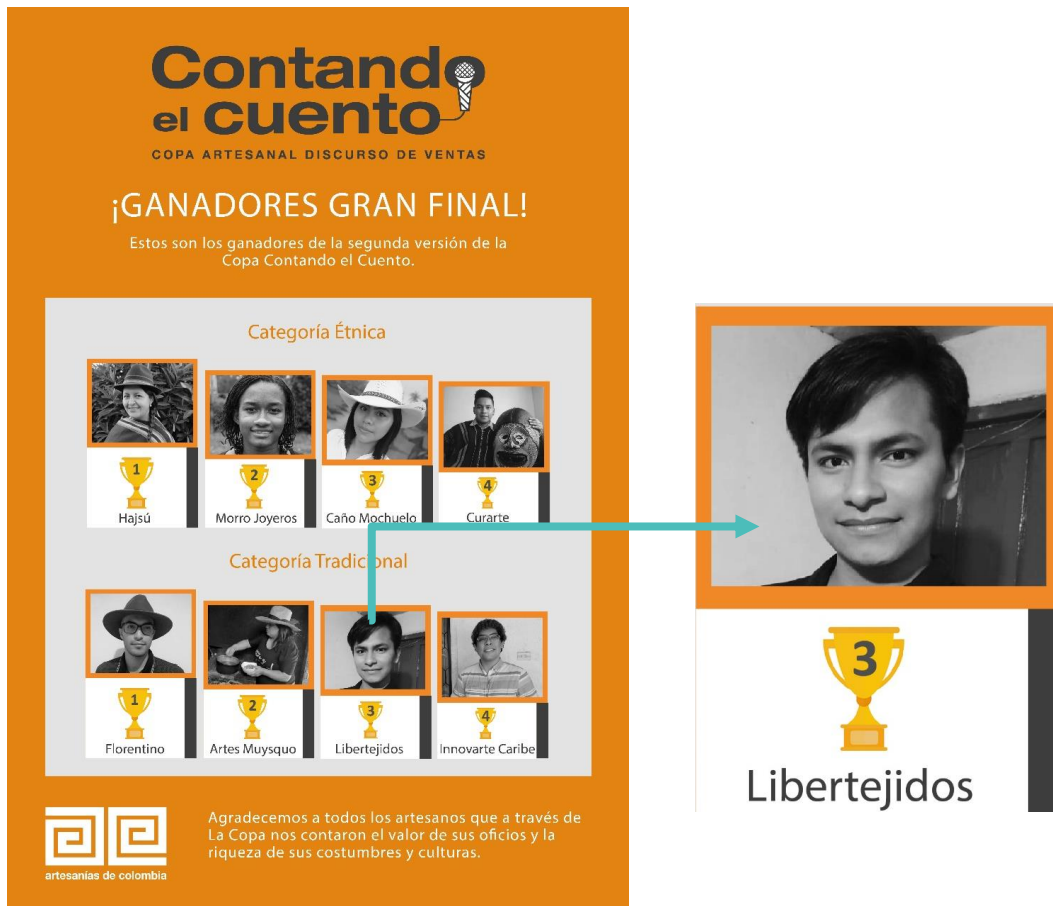 Contando
el cuento
COPA ARTESANAL DISCURSO DE VENTAS
¡GANADORES GRAN FINAL!
Estos son los ganadores de la segunda versión de la
Copa Contando el Cuento.
Categoría Étnica
1 2 3 4
Hajsú Morro Joyeros Caño Mochuelo Curarte
Categoría Tradicional
1 2 3 4
Florentino Artes Muysquo Libertejidos Innovarte Caribe
artesanías de colombia
Agradecemos a todos los artesanos que a través de
La Copa nos contaron el valor de sus oficios y la
riqueza de sus costumbres y culturas.
3
Libertejidos